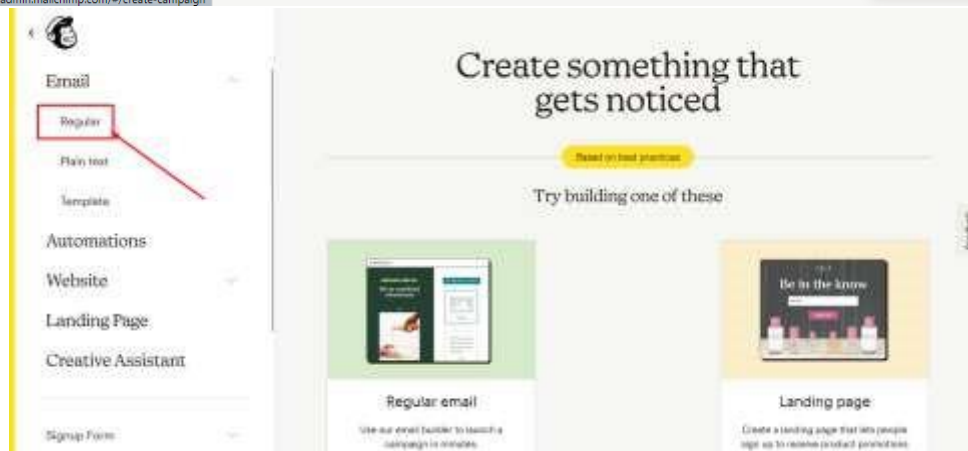 admin.mailchimp.com/#/create-campaign
Email
Regular
Plain text
Template
Automations
Website
Landing Page
Creative Assistant
Signup Form
Create something that
gets noticed
Based on best practices
Try building one of these
Be in the know
Regular email
Use our email builder to launch a
campaign in minutes.
Landing page
Create a landing page that lets people
sign up to receive product promotions